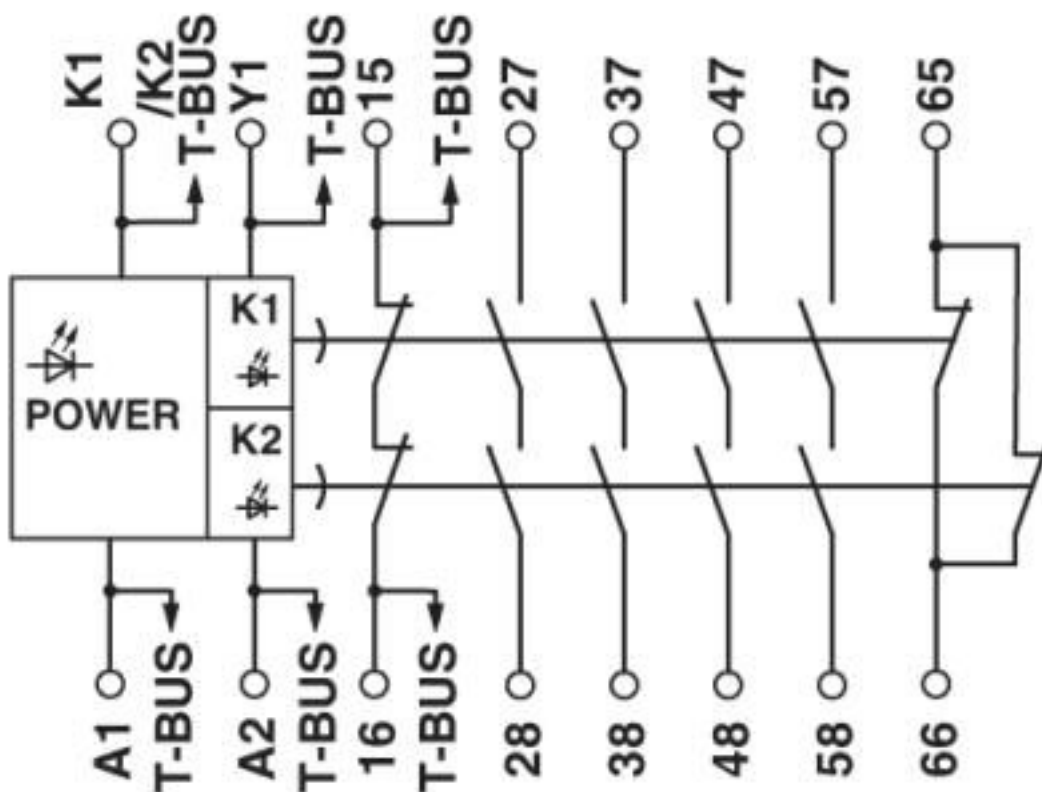 K1
/K2
T-BUS
Y1
T-BUS
15
T-BUS
27
37
47
57
65
K1
POWER
K2
A1
T-BUS
A2
T-BUS
16
T-BUS
28
38
48
58
66